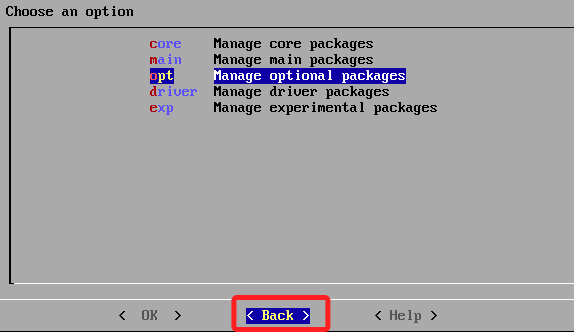 Choose an option
core Manage core packages
main Manage main packages
opt Manage optional packages
driver Manage driver packages
exp Manage experimental packages
< OK > < Back > < Help >